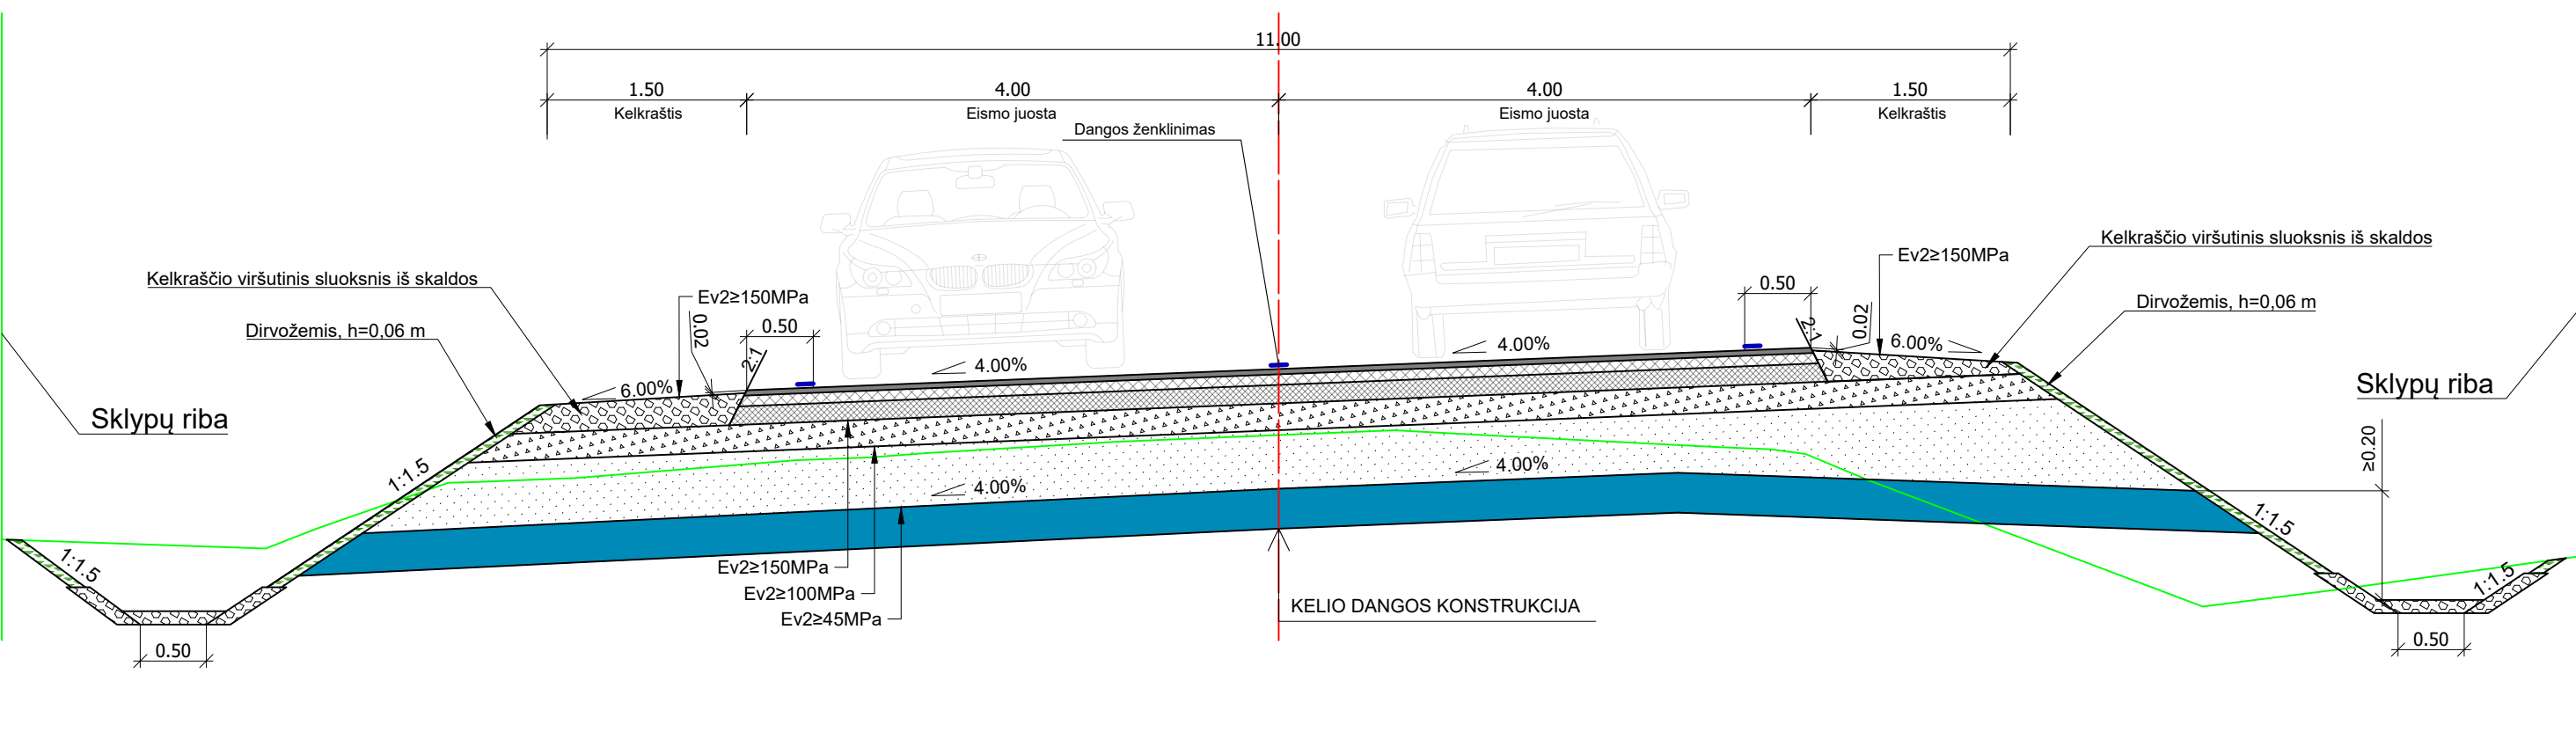 11.00
1.50
4.00
4.00
1.50
Kelkraštis
Eismo juosta
Eismo juosta
Kelkraštis
Dangos ženklinimas
Kelkraščio viršutinis sluoksnis iš skaldos
Ev2≥150MPa
Kelkraščio viršutinis sluoksnis iš skaldos
Ev2≥150MPa
0.50
Dirvožemis, h=0,06 m
0.02
0.50
Dirvožemis, h=0,06 m
0.02
2:1
2:1
6.00%
4.00%
4.00%
6.00%
Sklypų riba
Sklypų riba
1:1.5
4.00%
4.00%
≥0.20
1:1.5
1:1.5
1:1.5
Ev2≥150MPa
Ev2≥100MPa
Ev2≥45MPa
KELIO DANGOS KONSTRUKCIJA
0.50
0.50